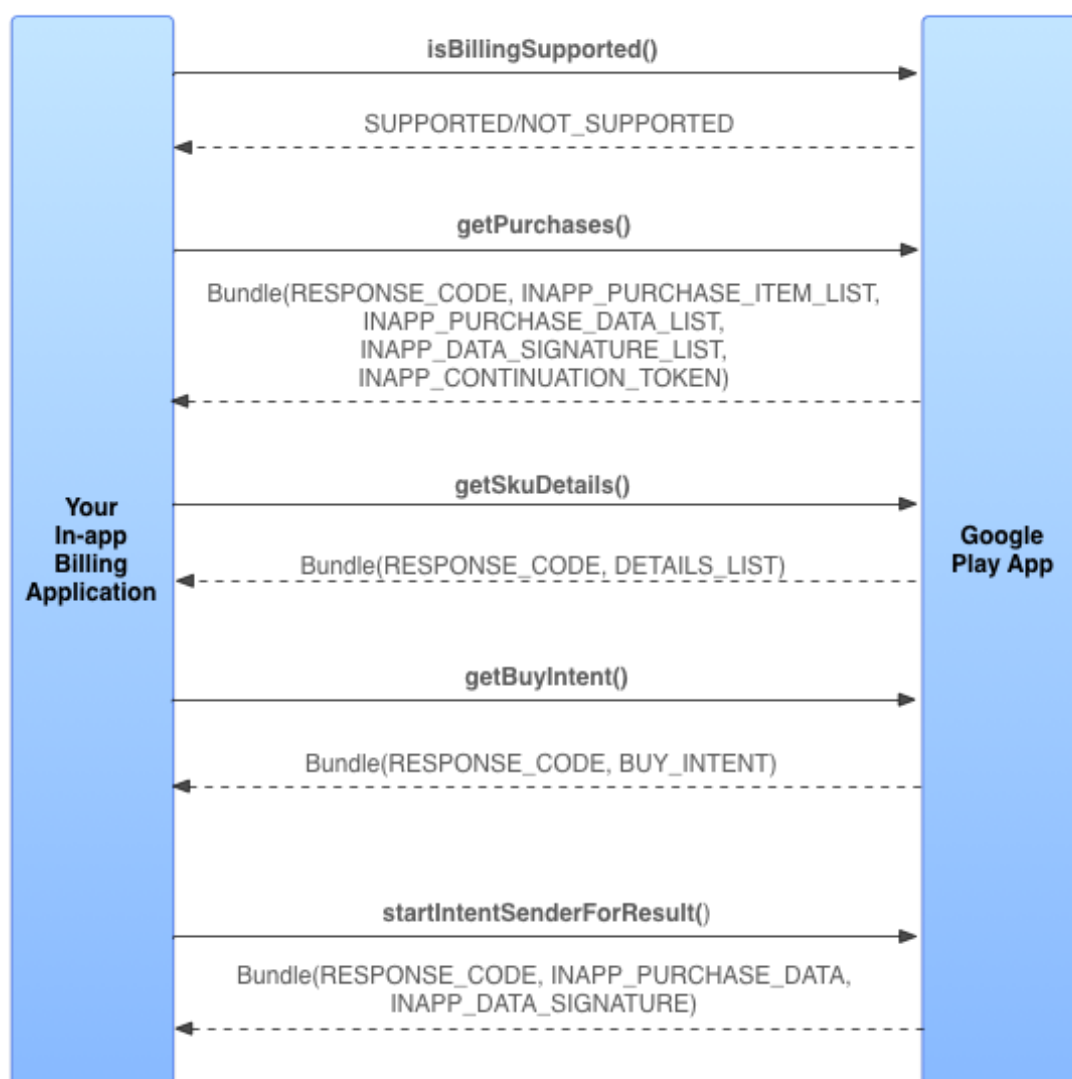 isBillingSupported()
SUPPORTED/NOT_SUPPORTED
getPurchases()
Bundle(RESPONSE_CODE, INAPP_PURCHASE_ITEM_LIST,
INAPP_PURCHASE_DATA_LIST,
INAPP_DATA_SIGNATURE_LIST,
INAPP_CONTINUATION_TOKEN)
getSkuDetails()
Your
In-app
Billing
Application
Google
Play App
Bundle(RESPONSE_CODE, DETAILS_LIST)
getBuyIntent()
Bundle(RESPONSE_CODE, BUY_INTENT)
startIntentSenderForResult()
Bundle(RESPONSE_CODE, INAPP_PURCHASE_DATA,
INAPP_DATA_SIGNATURE)